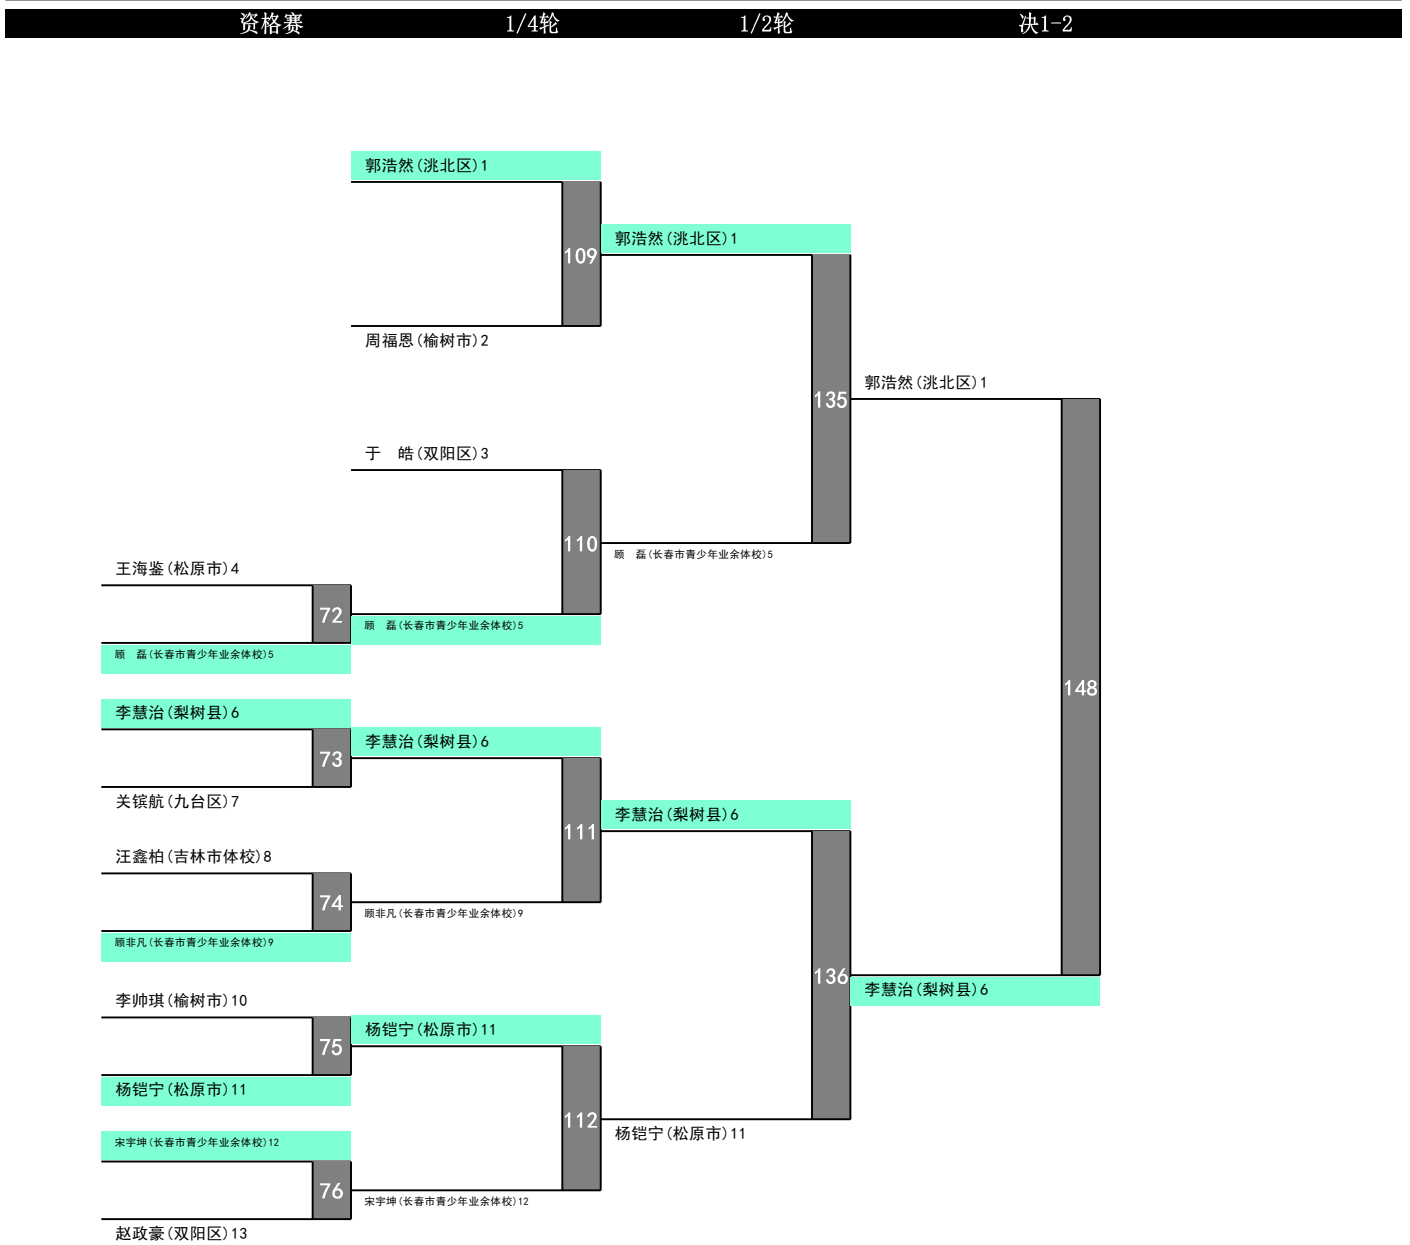 资格赛 1/4轮 1/2轮 决1-2
郭浩然(洮北区)1
郭浩然(洮北区)1
109
周福恩(榆树市)2
郭浩然(洮北区)1
135
于　皓(双阳区)3
110
顾　磊(长春市青少年业余体校)5
王海鉴(松原市)4
72
顾　磊(长春市青少年业余体校)5
顾　磊(长春市青少年业余体校)5
148
李慧治(梨树县)6
73
李慧治(梨树县)6
关镔航(九台区)7
李慧治(梨树县)6
111
汪鑫柏(吉林市体校)8
74
顾非凡(长春市青少年业余体校)9
顾非凡(长春市青少年业余体校)9
136
李慧治(梨树县)6
李帅琪(榆树市)10
75
杨铠宁(松原市)11
杨铠宁(松原市)11
112
杨铠宁(松原市)11
宋宇坤(长春市青少年业余体校)12
76
宋宇坤(长春市青少年业余体校)12
赵政豪(双阳区)13